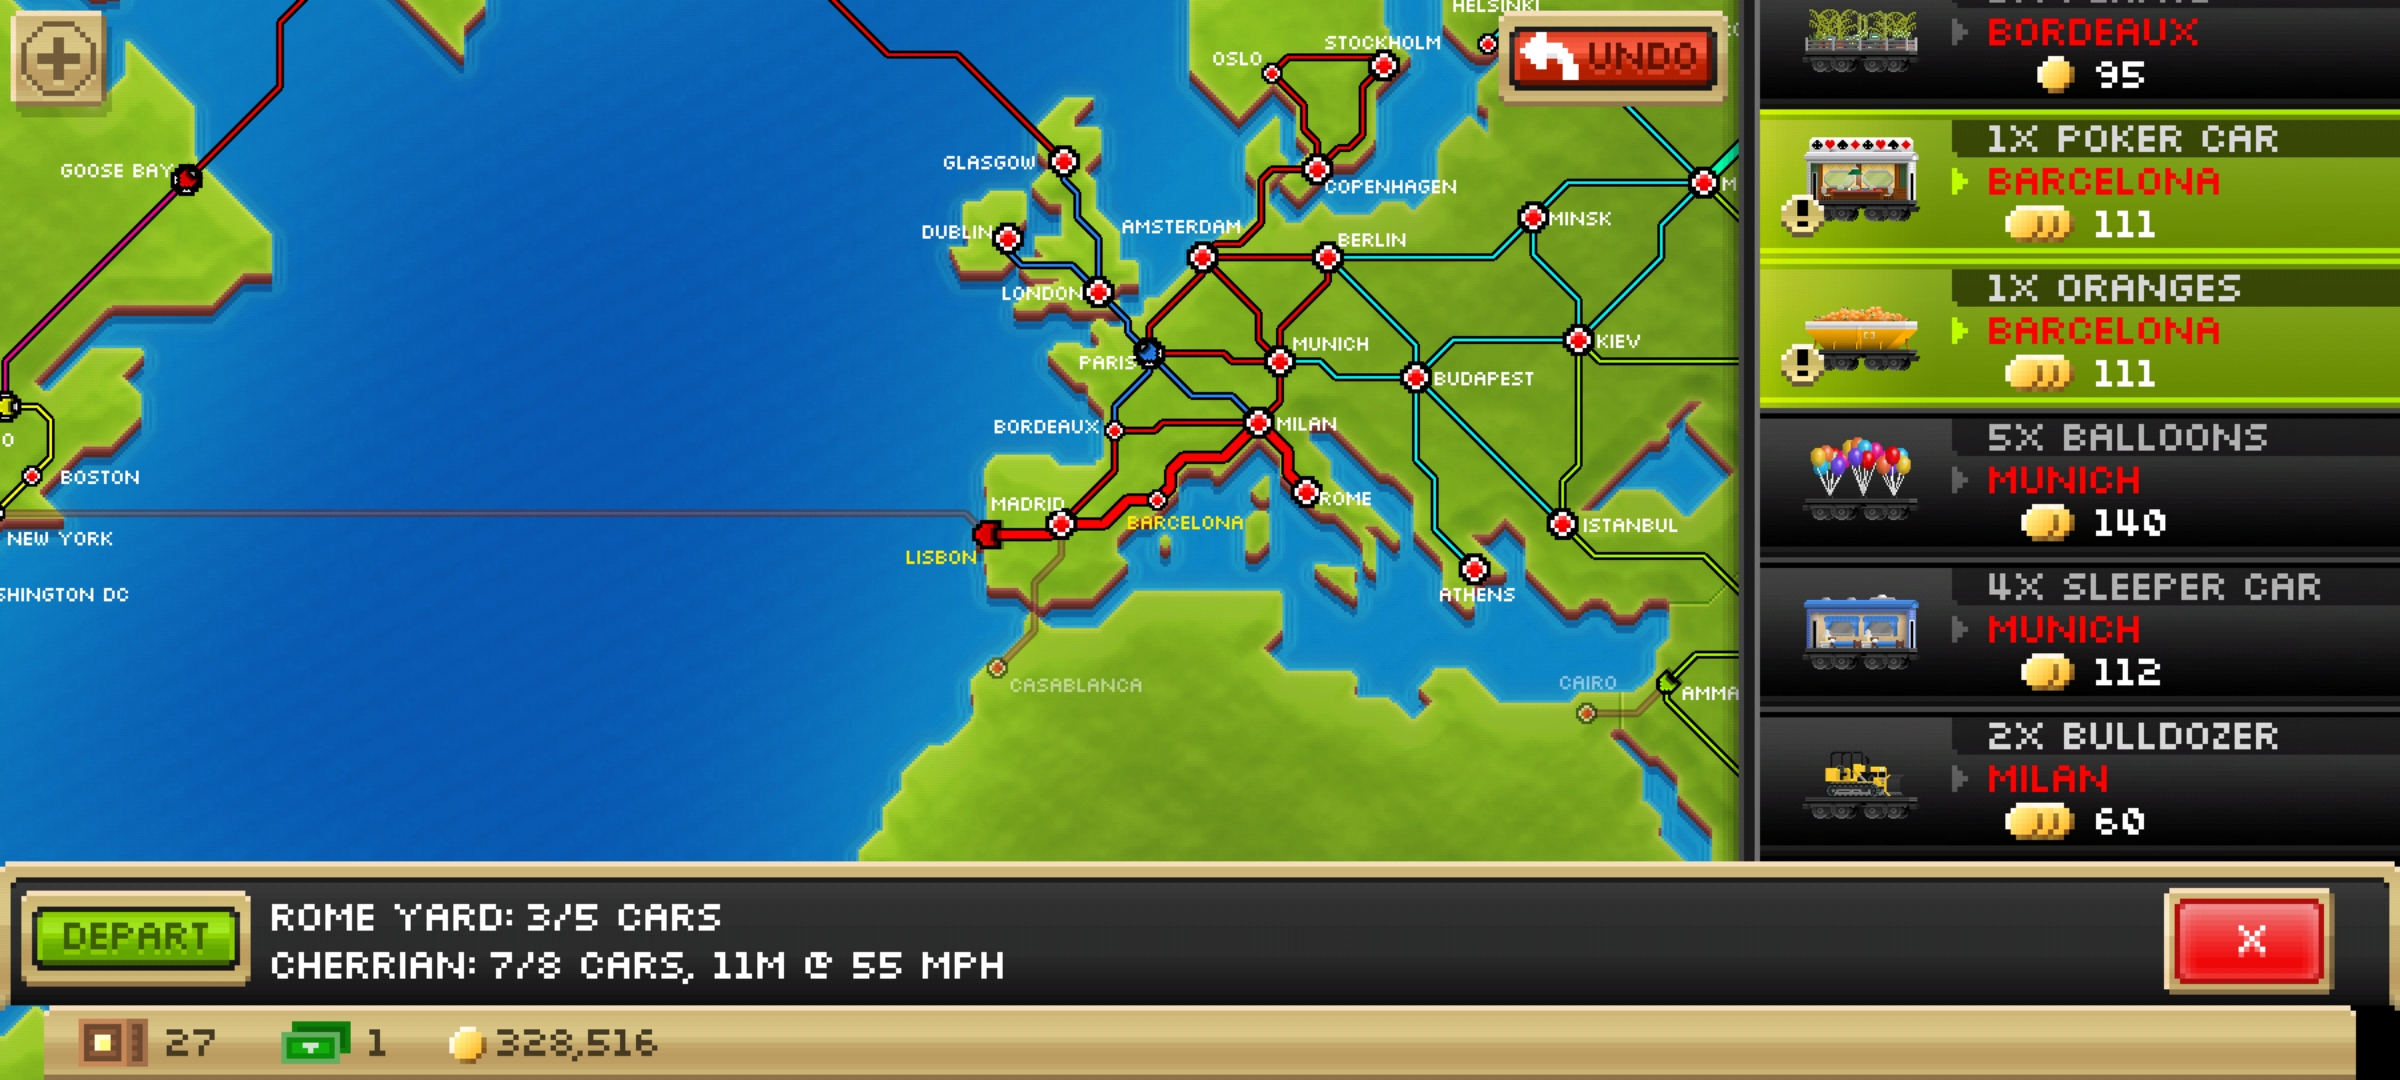 HELSINKI
STOCKHOLM
OSLO
UNDO
GLASGOW
GOOSE BAY
COPENHAGEN
DUBLIN
AMSTERDAM
MINSK
BERLIN
LONDON
PARIS
MUNICH
KIEV
BUDAPEST
BORDEAUX
MILAN
BOSTON
MADRID
ROME
BARCELONA
ISTANBUL
NEW YORK
LISBON
SHINGTON DC
ATHENS
CASABLANCA
CAIRO
AMMA
BORDEAUX
95
1X POKER CAR
BARCELONA
111
1X ORANGES
BARCELONA
111
5X BALLOONS
MUNICH
140
4X SLEEPER CAR
MUNICH
112
2X BULLDOZER
MILAN
60
DEPART
ROME YARD: 3/5 CARS
CHERRIAN: 7/8 CARS, 11M @ 55 MPH
X
27
1
328,516